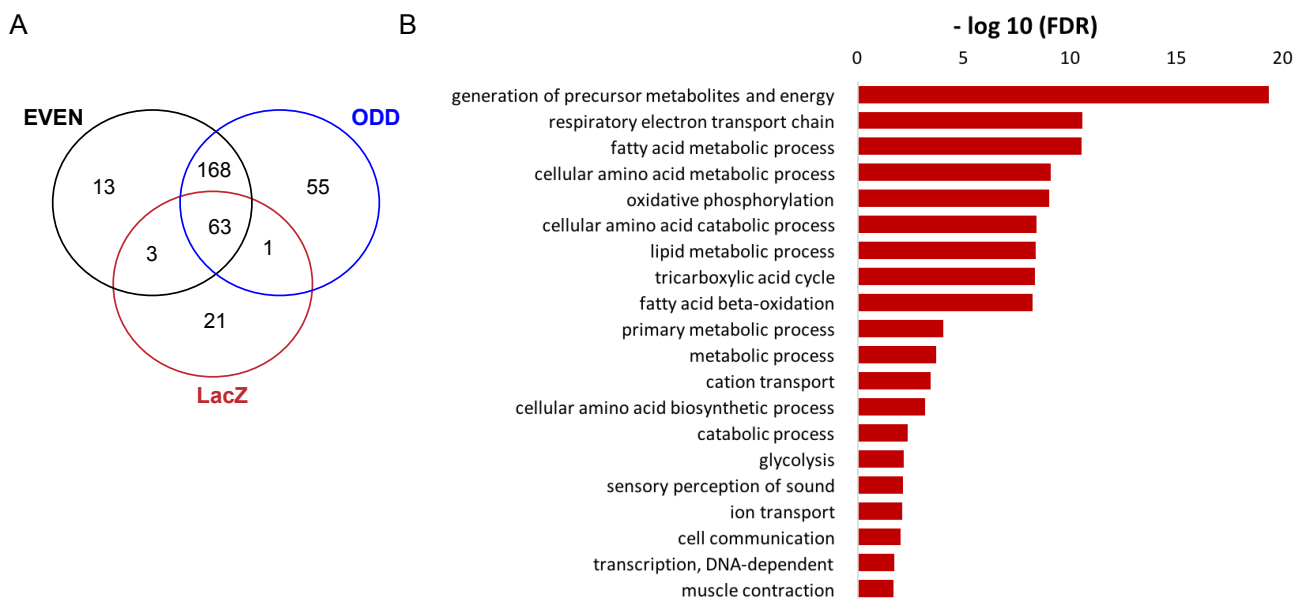 A
B
EVEN
ODD
13
168
55
63
3
1
21
LacZ
- log 10 (FDR)
0 5 10 15 20
generation of precursor metabolites and energy
respiratory electron transport chain
fatty acid metabolic process
cellular amino acid metabolic process
oxidative phosphorylation
cellular amino acid catabolic process
lipid metabolic process
tricarboxylic acid cycle
fatty acid beta-oxidation
primary metabolic process
metabolic process
cation transport
cellular amino acid biosynthetic process
catabolic process
glycolysis
sensory perception of sound
ion transport
cell communication
transcription, DNA-dependent
muscle contraction